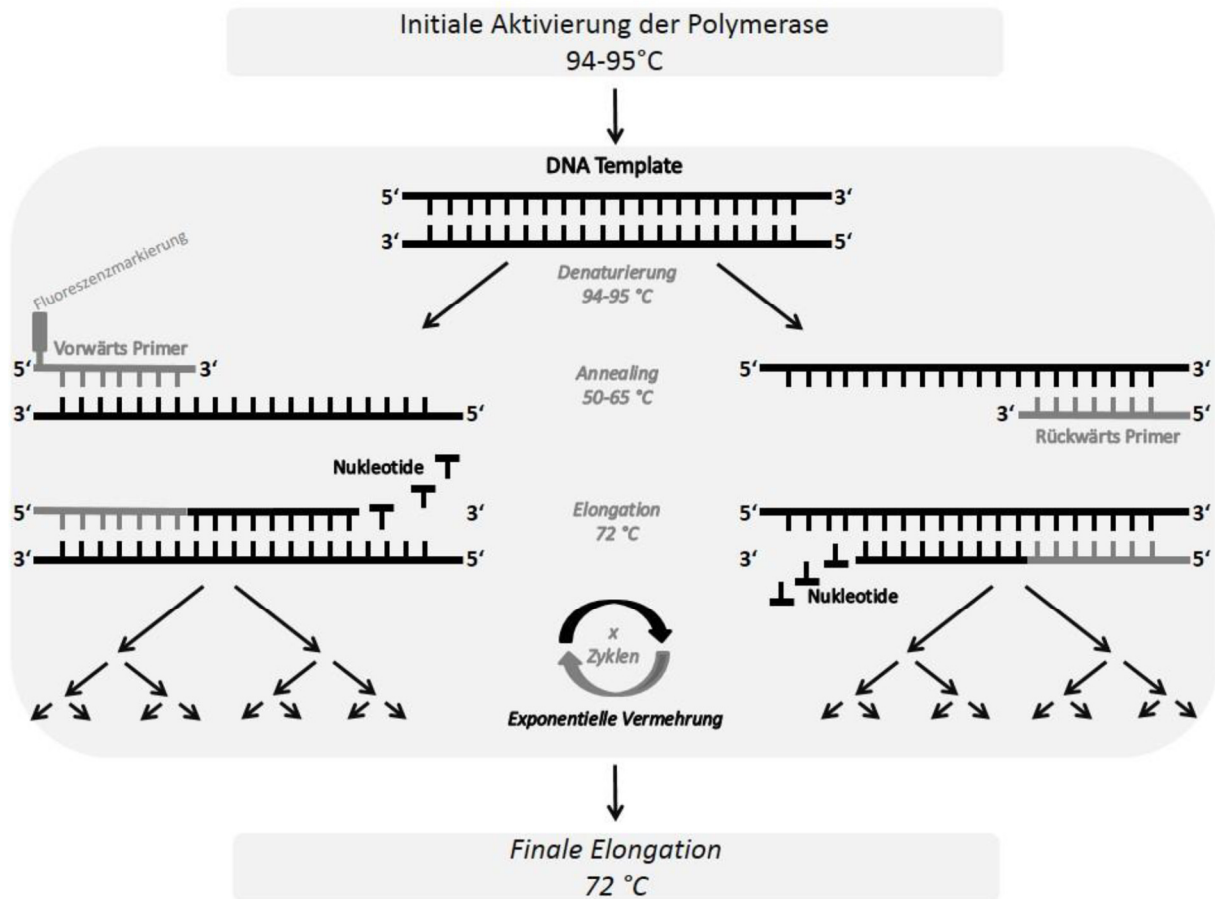 Initiale Aktivierung der Polymerase
94-95°C
DNA Template
5‘ 3‘
3‘ 5‘
Denaturierung
94-95 °C
Fluoreszenzmarkierung
Vorwärts Primer
5‘ 3‘
3‘ 5‘
Annealing
50-65 °C
5‘ 3‘
3‘ 5‘
Rückwärts Primer
Nukleotide
5‘ 3‘
3‘ 5‘
Elongation
72 °C
5‘ 3‘
3‘ 5‘
Nukleotide
x
Zyklen
Exponentielle Vermehrung
Finale Elongation
72 °C